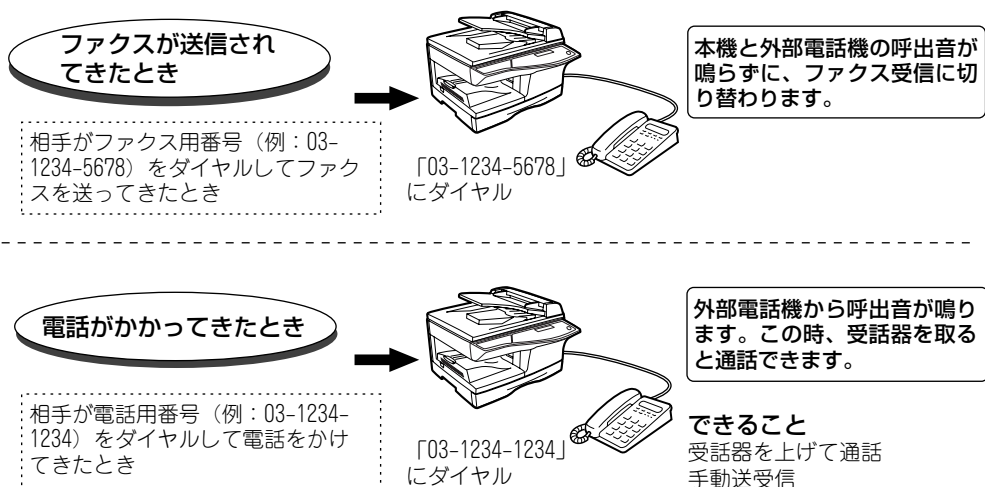 ファクスが送信され
てきたとき
本機と外部電話機の呼出音が
鳴らずに、ファクス受信に切
り替わります。
相手がファクス用番号（例：03-
1234-5678）をダイヤルしてファク
スを送ってきたとき
「03-1234-5678」
にダイヤル
電話がかかってきたとき
外部電話機から呼出音が鳴り
ます。この時、受話器を取る
と通話できます。
相手が電話用番号（例：03-1234-
1234）をダイヤルして電話をかけ
てきたとき
「03-1234-1234」
にダイヤル
できること
受話器を上げて通話
手動送受信